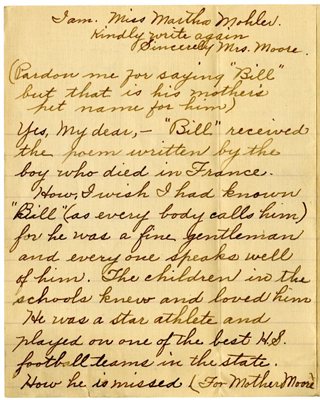 I am. Miss Martha Mohler.
Kindly write again
Sincerely Mrs. Moore.
(Pardon me for saying "Bill"
but that is his mother's
pet name for him)
Yes, My dear, - "Bill" received
the poem written by the
boy who died in France.
How, I wish I had known
"Bill" (as every body calls him)
for he was a fine gentleman
and everyone speaks well
of him. The children in the
schools knew and loved him
He was a star athlete and
played on one of the best H.S.
football teams in the state.
How he is missed (For Mother Moore